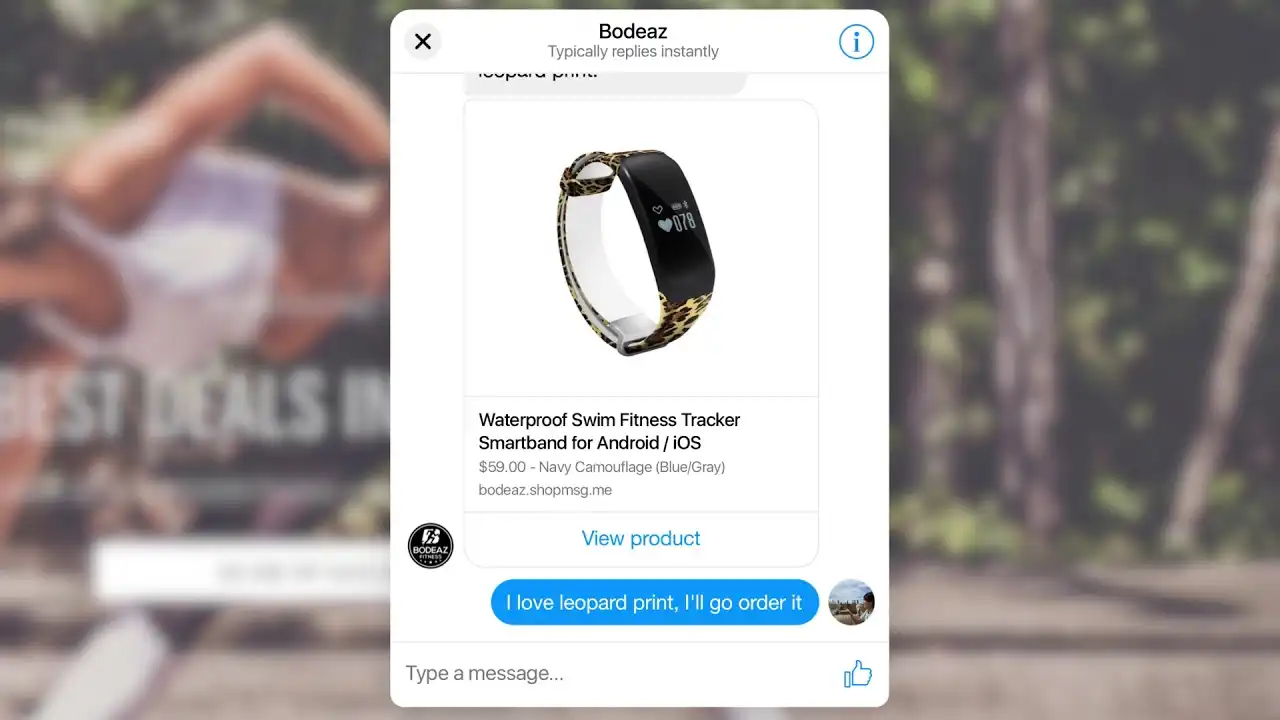 Bodeaz
Typically replies instantly
leopard print.
078
Waterproof Swim Fitness Tracker
Smartband for Android / iOS
$59.00 - Navy Camouflage (Blue/Gray)
bodeaz.shopmsg.me
View product
BODEAZ
FITNESS
I love leopard print, I'll go order it
Type a message...
BEST DEALS IN